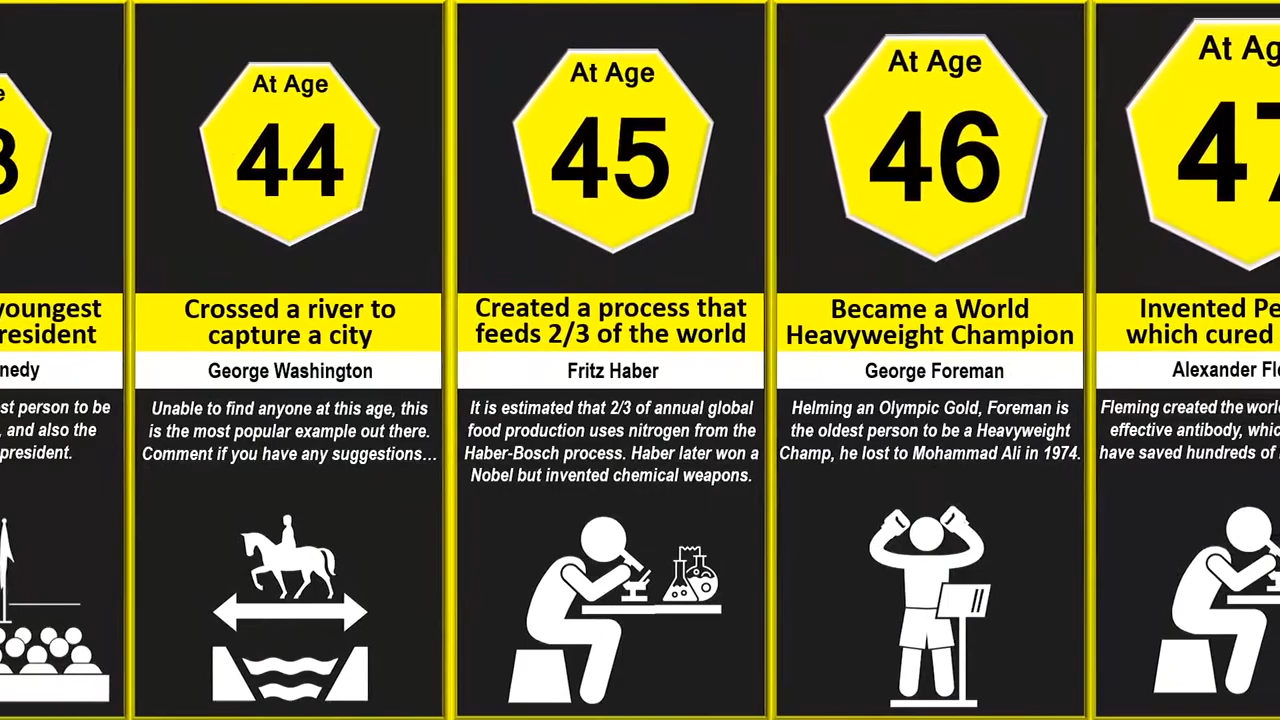 youngest
resident
nedy
st person to be
, and also the
president.
At Age
44
Crossed a river to
capture a city
George Washington
Unable to find anyone at this age, this
is the most popular example out there.
Comment if you have any suggestions...
At Age
45
Created a process that
feeds 2/3 of the world
Fritz Haber
It is estimated that 2/3 of annual global
food production uses nitrogen from the
Haber-Bosch process. Haber later won a
Nobel but invented chemical weapons.
At Age
46
Became a World
Heavyweight Champion
George Foreman
Helming an Olympic Gold, Foreman is
the oldest person to be a Heavyweight
Champ, he lost to Mohammad Ali in 1974.
At Ag
47
Invented Pe
which cured
Alexander Fle
Fleming created the worl
effective antibody, whic
have saved hundreds of